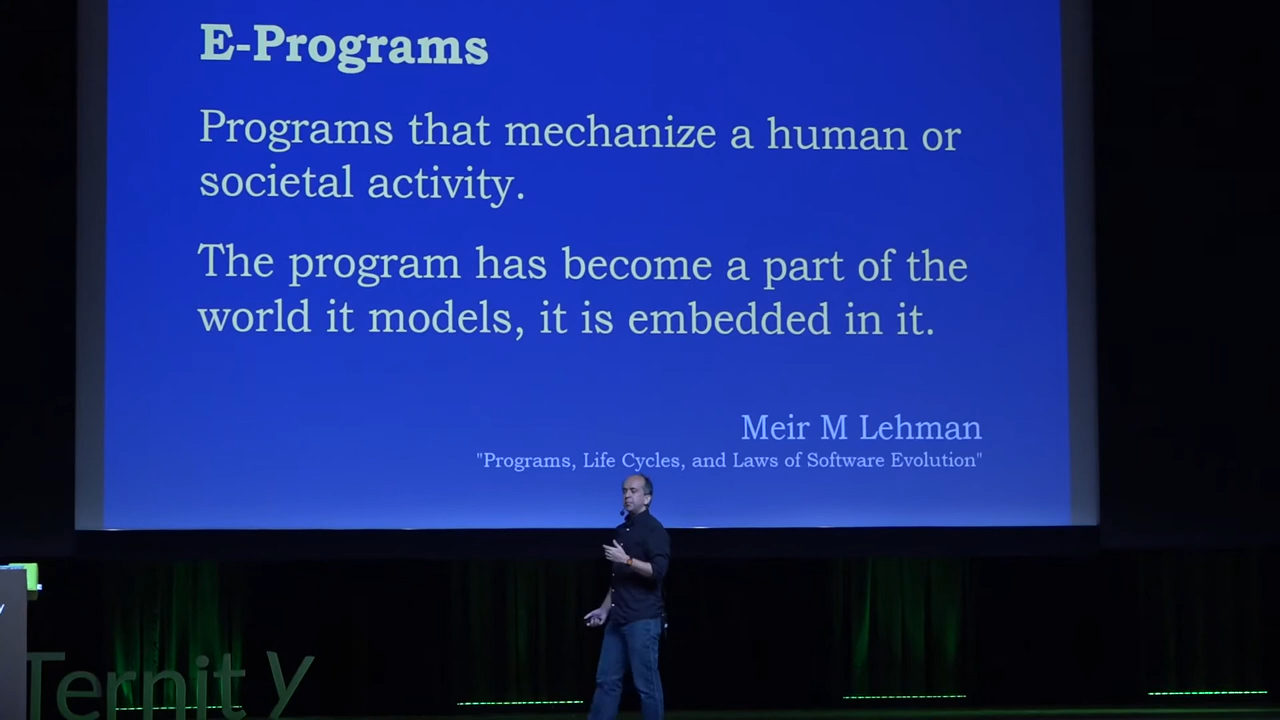 E-Programs
Programs that mechanize a human or
societal activity.
The program has become a part of the
world it models, it is embedded in it.
Meir M Lehman
"Programs, Life Cycles, and Laws of Software Evolution"
Ternity